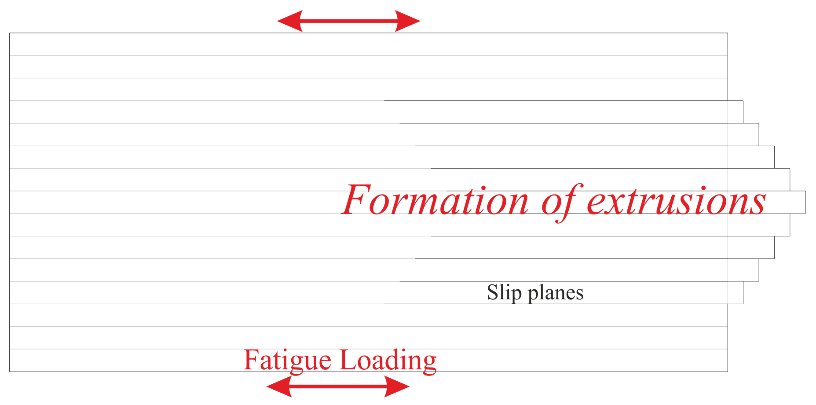 Formation of extrusions
Slip planes
Fatigue Loading